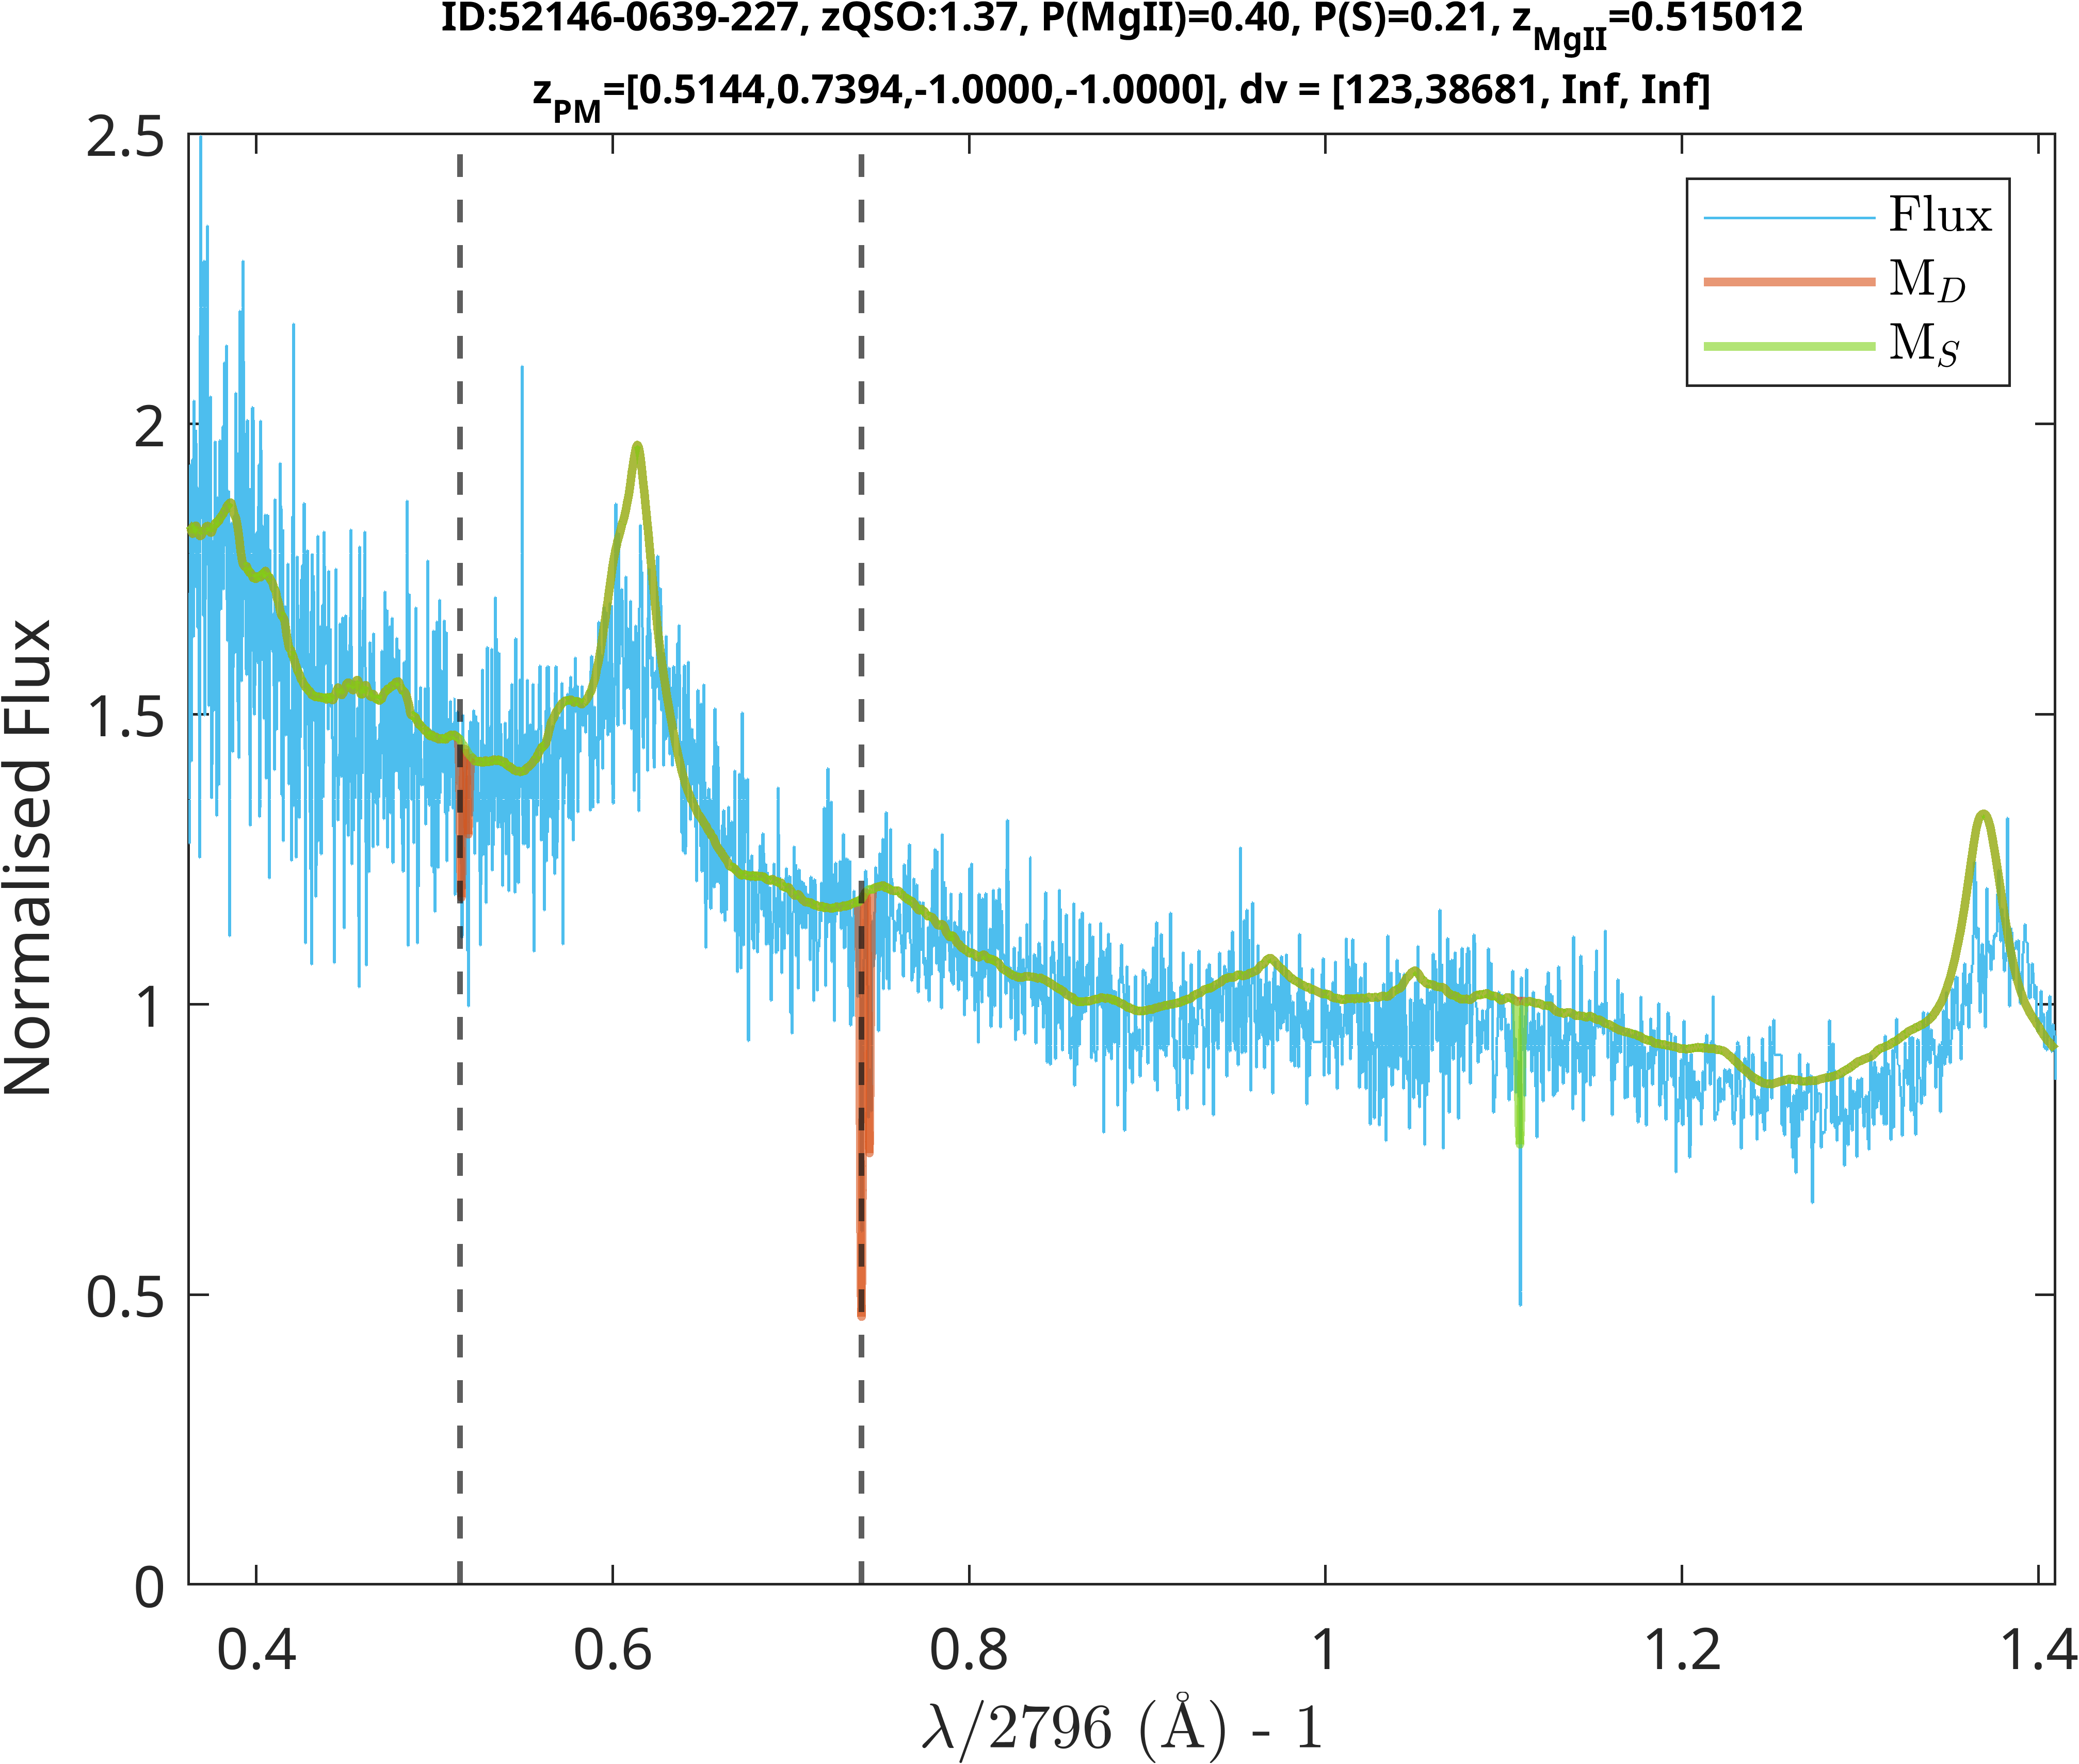 ID:52146-0639-227, zQSO:1.37, P(MgII)=0.40, P(S)=0.21, zMgII=0.515012
zPM=[0.5144,0.7394,-1.0000,-1.0000], dv = [123,38681, Inf, Inf]
2.5
2
1.5
1
0.5
0
Normalised Flux
Flux
MD
MS
0.4 0.6 0.8 1 1.2 1.4
λ/2796 (Å) - 1